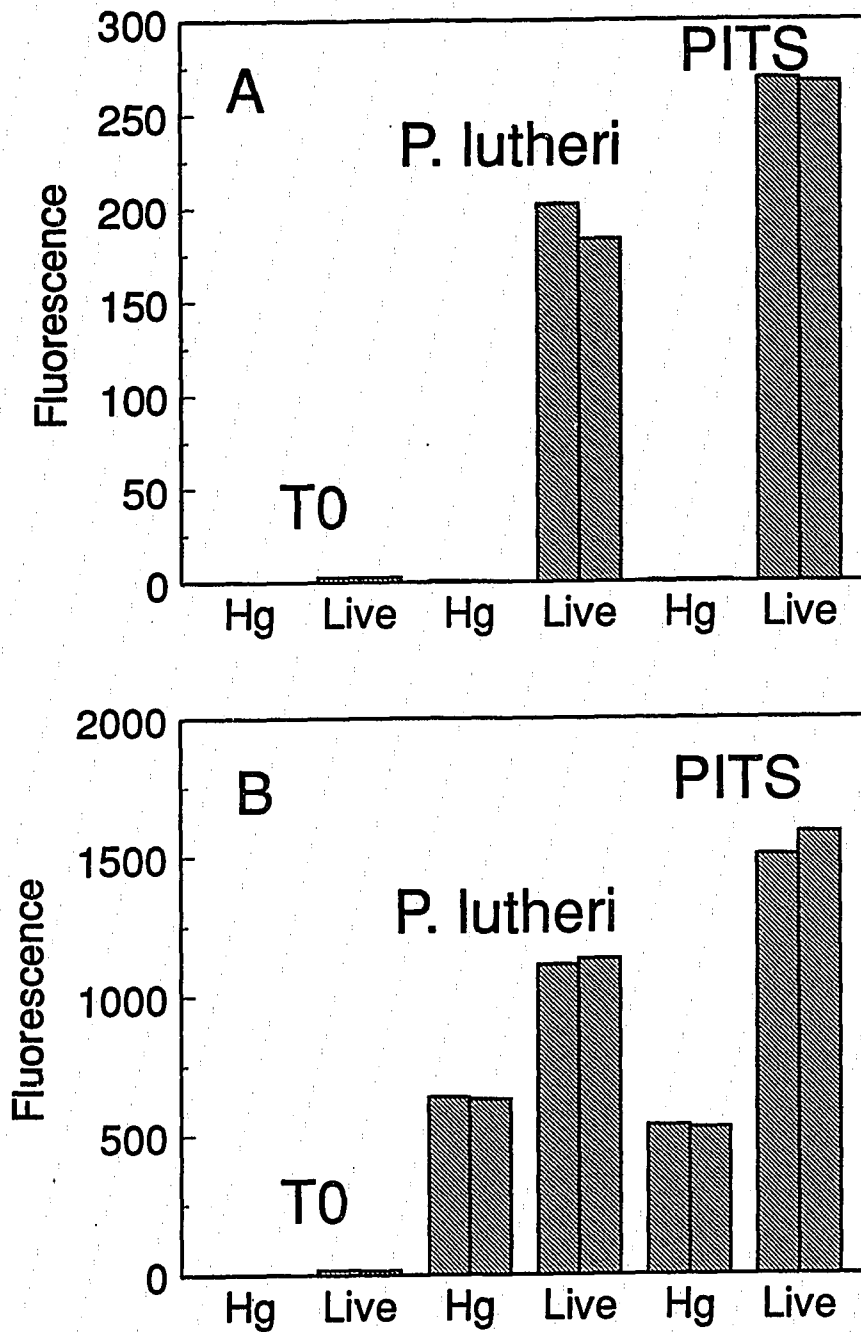 300
250
200
150
100
50
0
Fluorescence
A
PITS
P. lutheri
T0
Hg Live Hg Live Hg Live
2000
1500
1000
500
0
Fluorescence
B
PITS
P. lutheri
T0
Hg Live Hg Live Hg Live